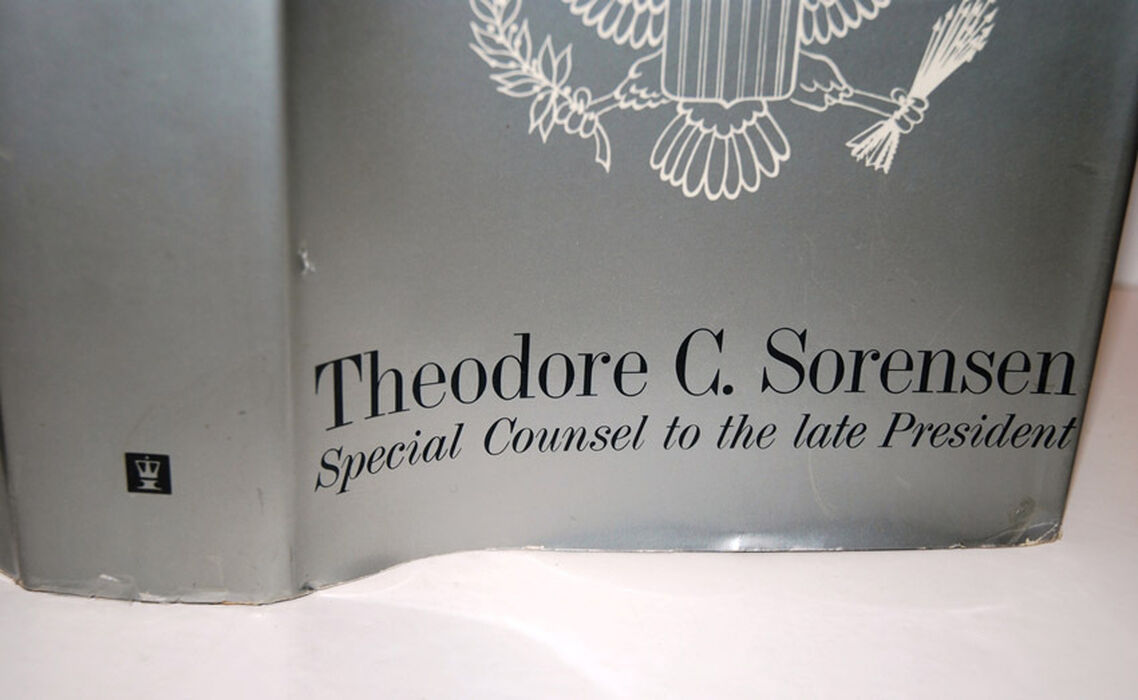 Theodore C. Sorensen
Special Counsel to the late President